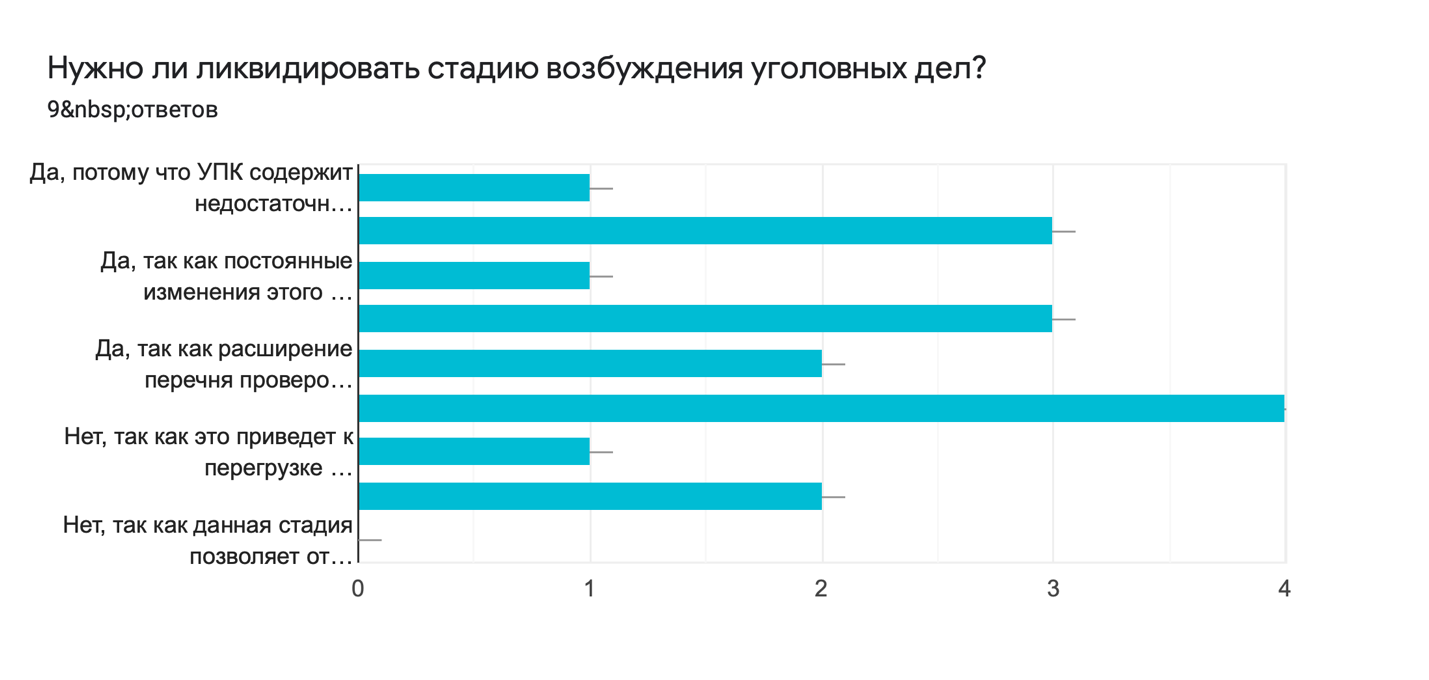 Нужно ли ликвидировать стадию возбуждения уголовных дел?
9&nbsp;ответов
Да, потому что УПК содержит
недостаточн…
Да, так как постоянные
изменения этого …
Да, так как расширение
перечня проверо…
Нет, так как это приведет к
перегрузке …
Нет, так как данная стадия
позволяет от…
0 1 2 3 4